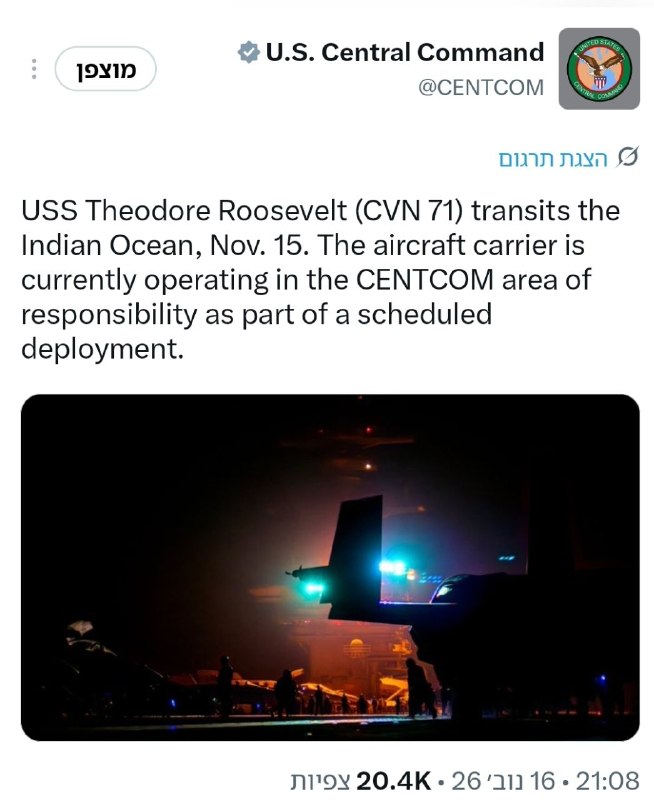 U.S. Central Command
@CENTCOM
מוצפן
הצגת תרגום
USS Theodore Roosevelt (CVN 71) transits the
Indian Ocean, Nov. 15. The aircraft carrier is
currently operating in the CENTCOM area of
responsibility as part of a scheduled
deployment.
21:08 · 16 נוב׳ 26 · 20.4K צפיות